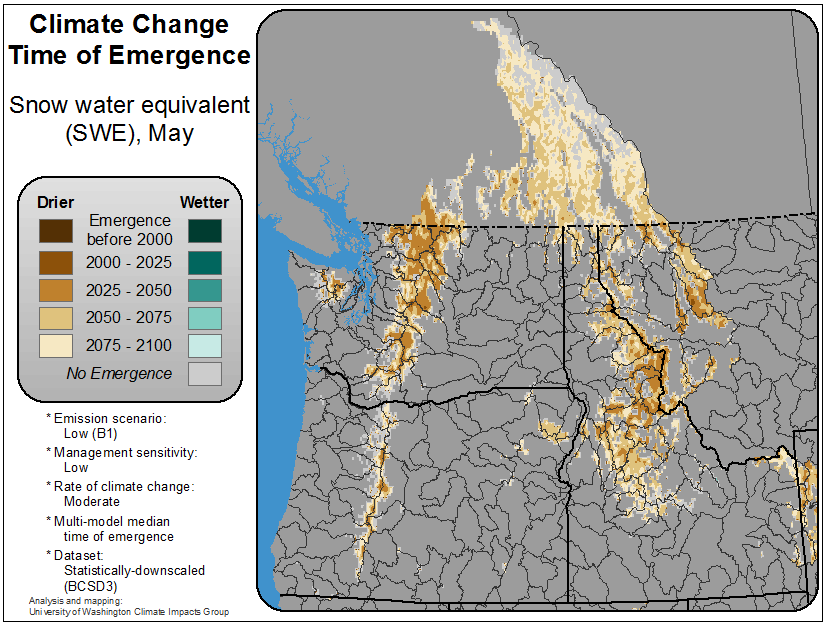 Climate Change
Time of Emergence
Snow water equivalent
(SWE), May
Drier
Wetter
Emergence
before 2000
2000 - 2025
2025 - 2050
2050 - 2075
2075 - 2100
No Emergence
* Emission scenario:
Low (B1)
* Management sensitivity:
Low
* Rate of climate change:
Moderate
* Multi-model median
time of emergence
* Dataset:
Statistically-downscaled
(BCSD3)
Analysis and mapping:
University of Washington Climate Impacts Group